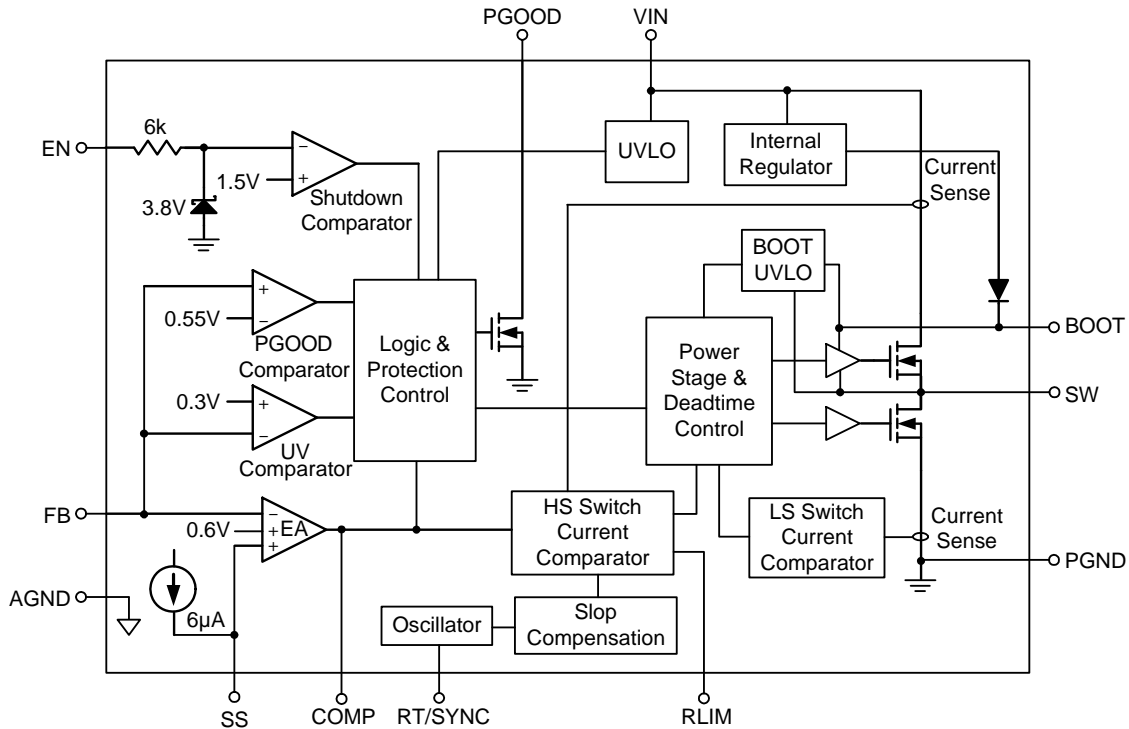 PGOOD
VIN
EN
6k
−
+
1.5V
3.8V
Shutdown
Comparator
UVLO
Internal
Regulator
Current
Sense
BOOT
UVLO
+
−
0.55V
PGOOD
Comparator
Logic &
Protection
Control
Power
Stage &
Deadtime
Control
BOOT
SW
0.3V
+
−
UV
Comparator
FB
−
+
+
EA
0.6V
HS Switch
Current
Comparator
LS Switch
Current
Comparator
Current
Sense
PGND
AGND
6µA
Oscillator
Slop
Compensation
SS
COMP
RT/SYNC
RLIM